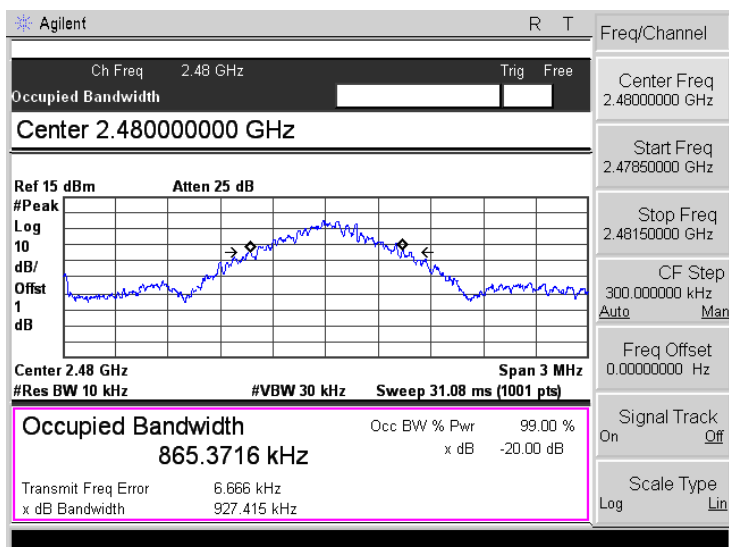 Agilent R T
Freq/Channel
Ch Freq 2.48 GHz Trig Free
Occupied Bandwidth
Center 2.480000000 GHz
Ref 15 dBm Atten 25 dB
#Peak
Log
10
dB/
Offst
1
dB
Center 2.48 GHz Span 3 MHz
#Res BW 10 kHz #VBW 30 kHz Sweep 31.08 ms (1001 pts)
Occupied Bandwidth Occ BW % Pwr 99.00 %
865.3716 kHz x dB -20.00 dB
Transmit Freq Error 6.666 kHz
x dB Bandwidth 927.415 kHz
Center Freq
2.48000000 GHz
Start Freq
2.47850000 GHz
Stop Freq
2.48150000 GHz
CF Step
300.000000 kHz
Auto Man
Freq Offset
0.00000000 Hz
Signal Track
On Off
Scale Type
Log Lin